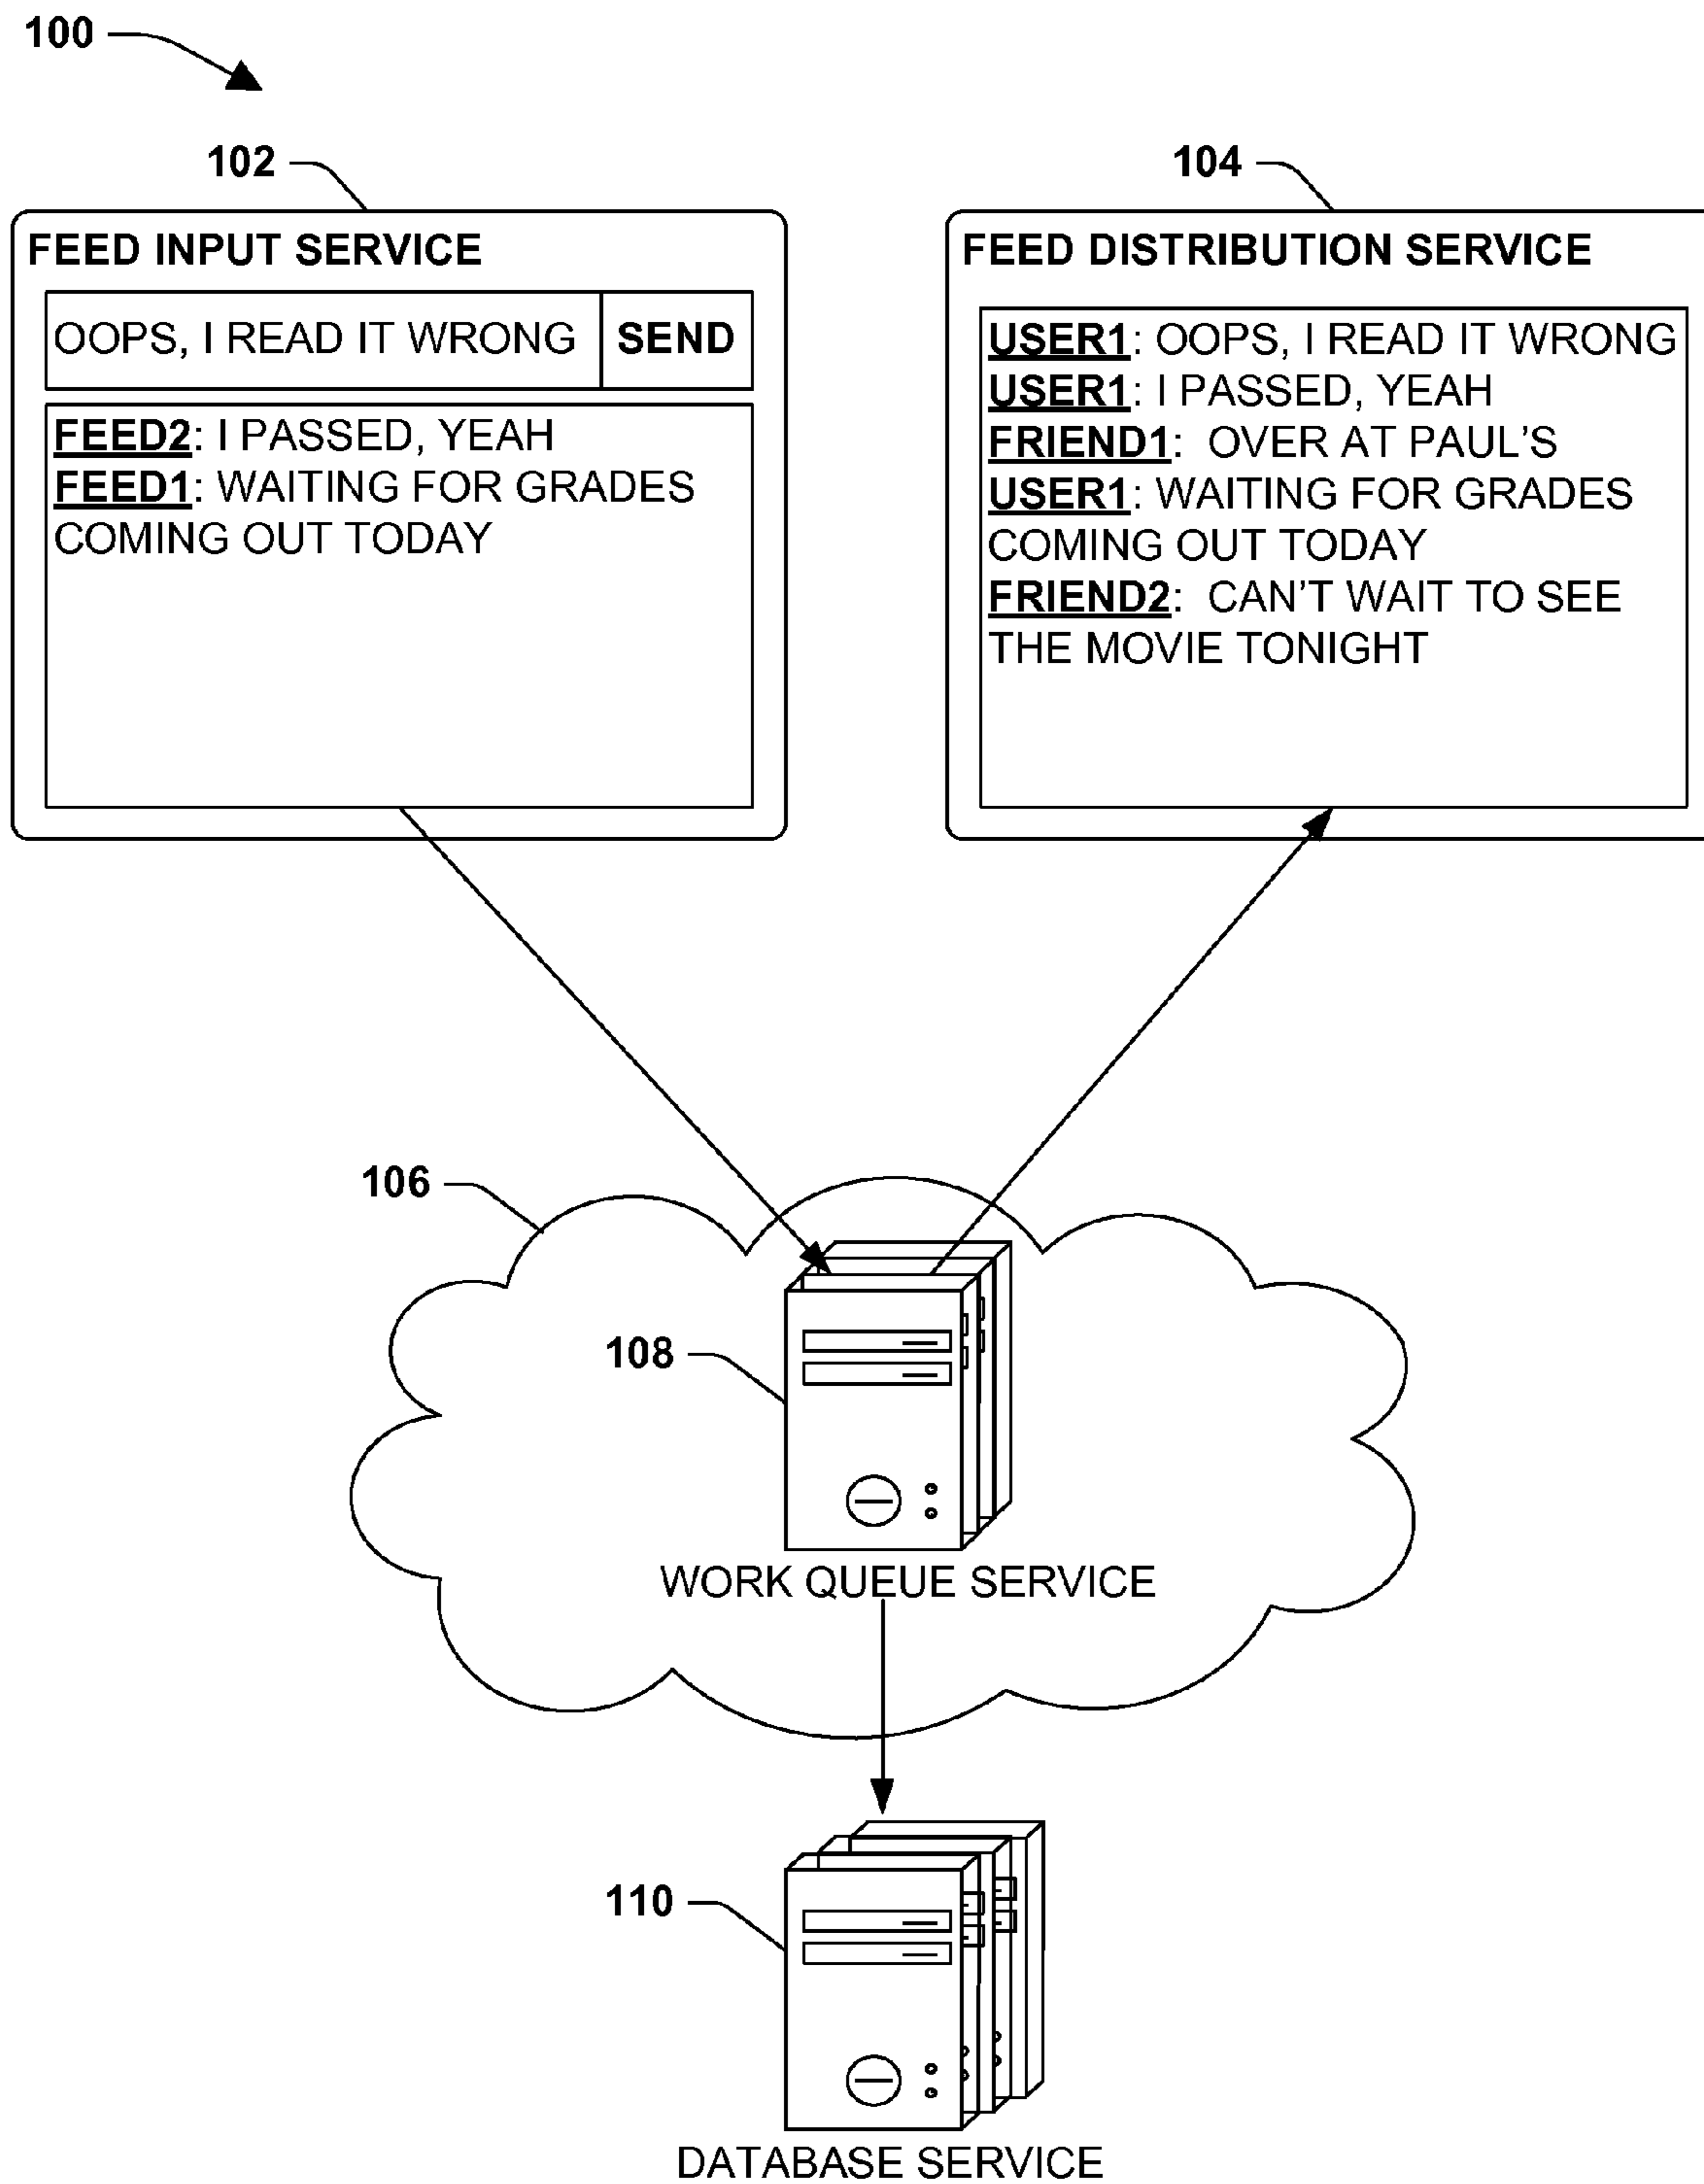 100
102
104
FEED INPUT SERVICE
OOPS, I READ IT WRONG SEND
FEED2: I PASSED, YEAH
FEED1: WAITING FOR GRADES
COMING OUT TODAY
FEED DISTRIBUTION SERVICE
USER1: OOPS, I READ IT WRONG
USER1: I PASSED, YEAH
FRIEND1: OVER AT PAUL'S
USER1: WAITING FOR GRADES
COMING OUT TODAY
FRIEND2: CAN'T WAIT TO SEE
THE MOVIE TONIGHT
106
108
WORK QUEUE SERVICE
110
DATABASE SERVICE